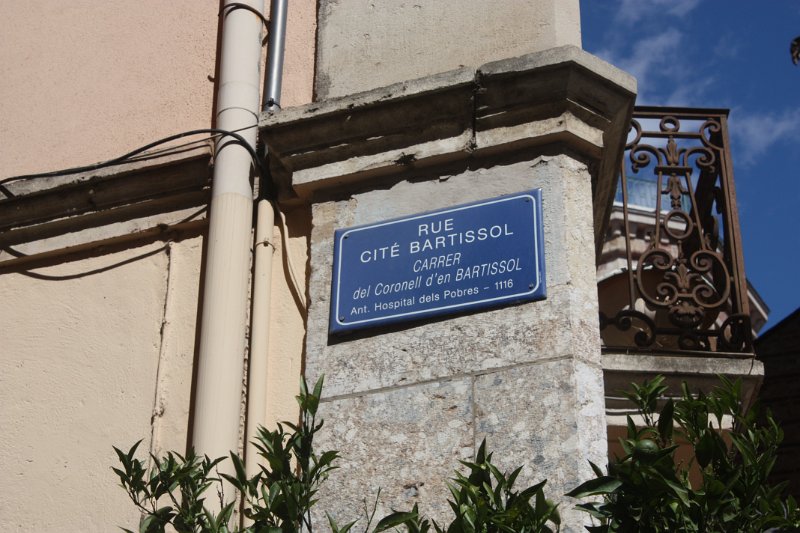 RUE
CITÉ BARTISSOL
CARRER
del Coronell d'en BARTISSOL
Ant. Hospital dels Pobres - 1116